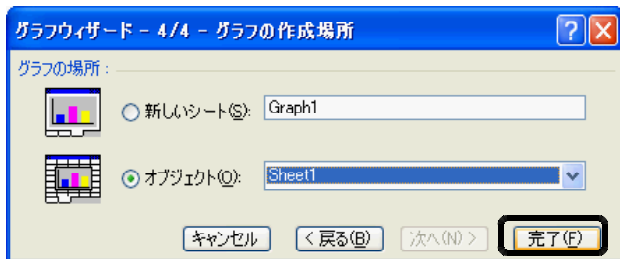 グラフウィザード - 4/4 - グラフの作成場所
グラフの場所：
新しいシート(S): Graph1
オブジェクト(O): Sheet1
キャンセル < 戻る(B) 次へ(N) > 完了(F)